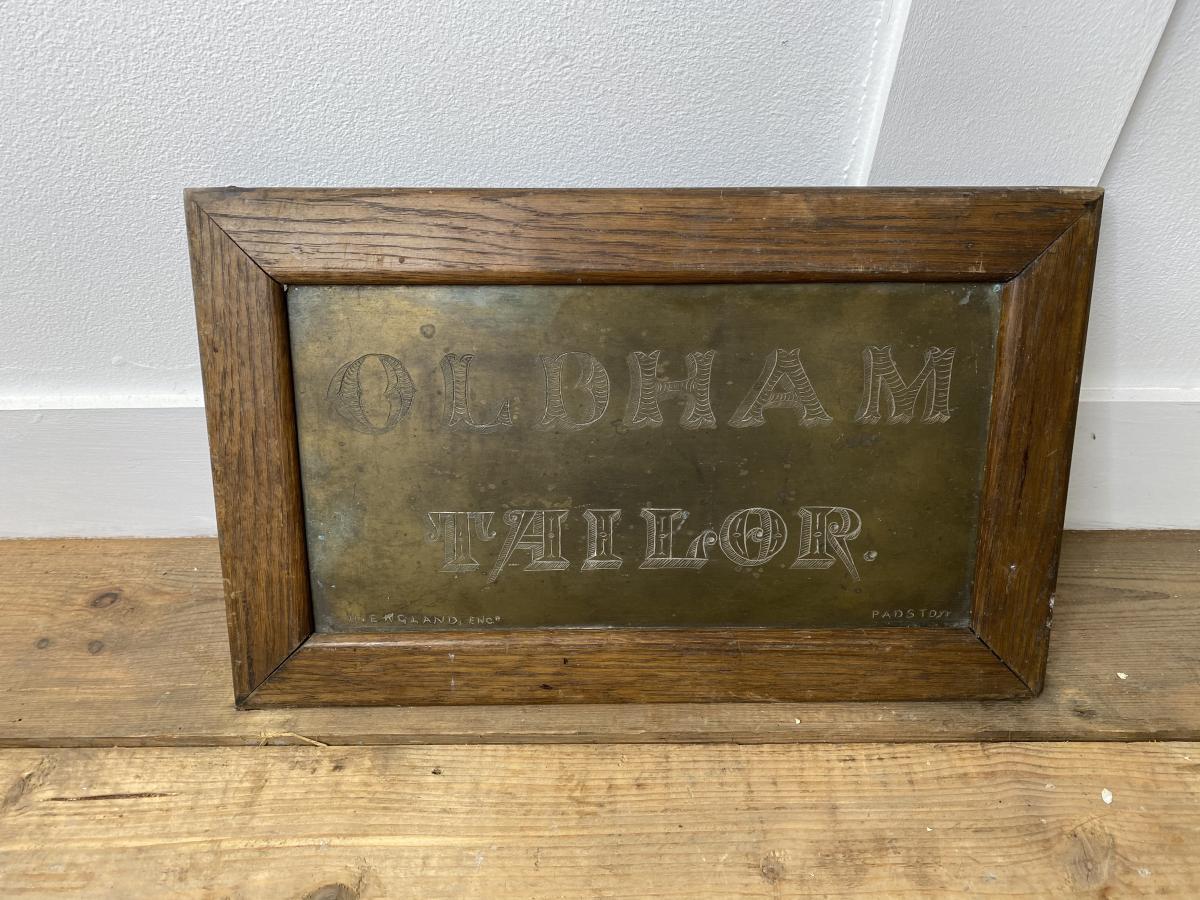 OLDHAM
TAILOR.
ENGLAND, ENGR PADSTOW